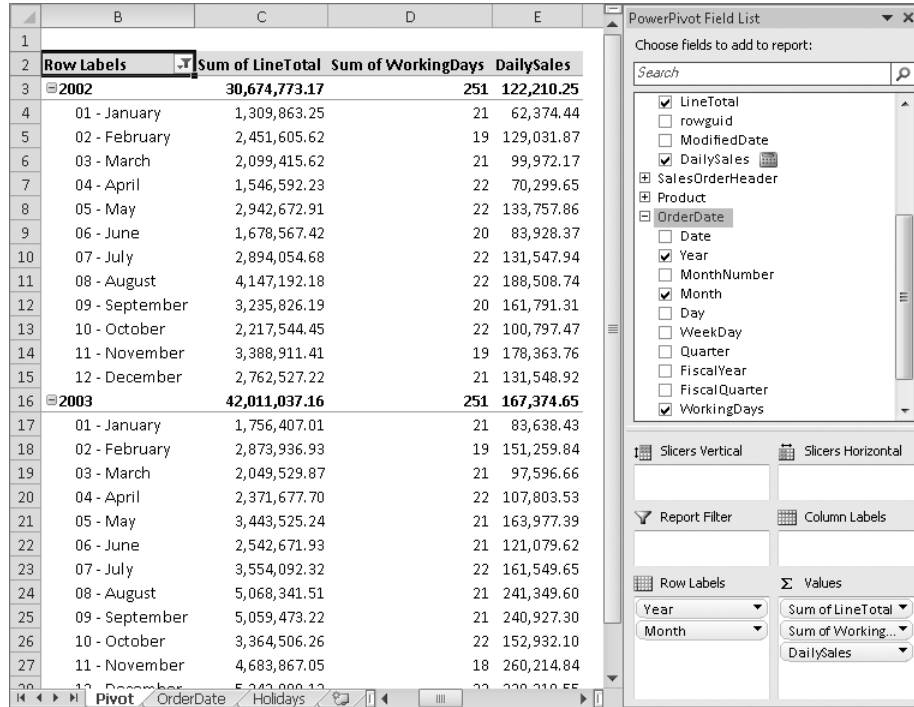 B C D E
1
2 Row Labels Sum of LineTotal Sum of WorkingDays DailySales
3 2002 30,674,773.17 251 122,210.25
4 01 - January 1,309,863.25 21 62,374.44
5 02 - February 2,451,605.62 19 129,031.87
6 03 - March 2,099,415.62 21 99,972.17
7 04 - April 1,546,592.23 22 70,299.65
8 05 - May 2,942,672.91 22 133,757.86
9 06 - June 1,678,567.42 20 83,928.37
10 07 - July 2,894,054.68 22 131,547.94
11 08 - August 4,147,192.18 22 188,508.74
12 09 - September 3,235,826.19 20 161,791.31
13 10 - October 2,217,544.45 22 100,797.47
14 11 - November 3,388,911.41 19 178,363.76
15 12 - December 2,762,527.22 21 131,548.92
16 2003 42,011,037.16 251 167,374.65
17 01 - January 1,756,407.01 21 83,638.43
18 02 - February 2,873,936.93 19 151,259.84
19 03 - March 2,049,529.87 21 97,596.66
20 04 - April 2,371,677.70 22 107,803.53
21 05 - May 3,443,525.24 21 163,977.39
22 06 - June 2,542,671.93 21 121,079.62
23 07 - July 3,554,092.32 22 161,549.65
24 08 - August 5,068,341.51 21 241,349.60
25 09 - September 5,059,473.22 21 240,927.30
26 10 - October 3,364,506.26 22 152,932.10
27 11 - November 4,683,867.05 18 260,214.84
Pivot OrderDate Holidays
PowerPivot Field List
Choose fields to add to report:
Search
LineTotal
rowguid
ModifiedDate
DailySales
SalesOrderHeader
Product
OrderDate
Date
Year
MonthNumber
Month
Day
WeekDay
Quarter
FiscalYear
FiscalQuarter
WorkingDays
Slicers Vertical Slicers Horizontal
Report Filter Column Labels
Row Labels Σ Values
Year Sum of LineTotal
Month Sum of Working...
DailySales